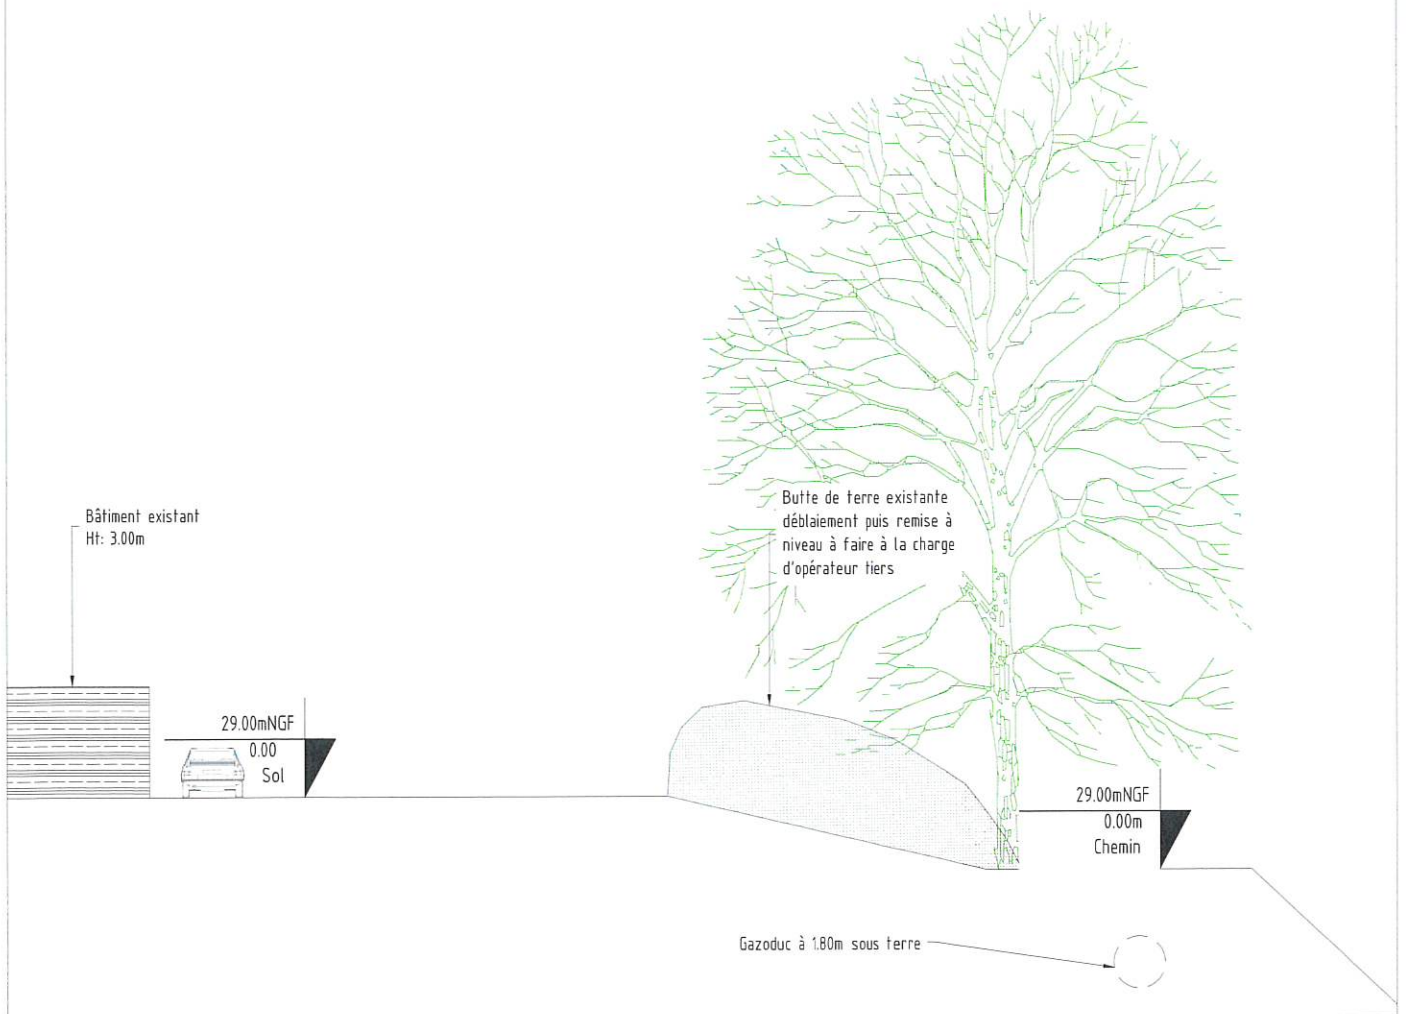 Butte de terre existante
déblaiement puis remise à
niveau à faire à la charge
d'opérateur tiers
Bâtiment existant
Ht: 3.00m
29.00mNGF
0.00
Sol
29.00mNGF
0.00m
Chemin
Gazoduc à 1.80m sous terre